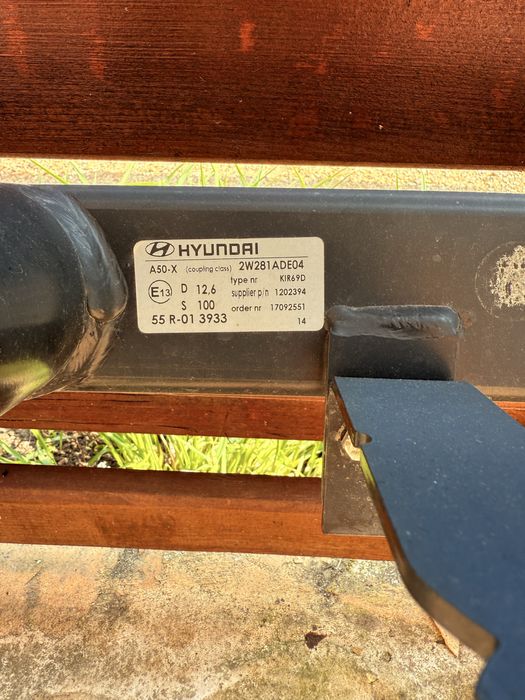 HYUNDAI
A50-X (coupling class) 2W281ADE04
type nr KIR69D
E13 D 12,6 supplier p/n 1202394
S 100 order nr 17092551
55 R-01 3933 14